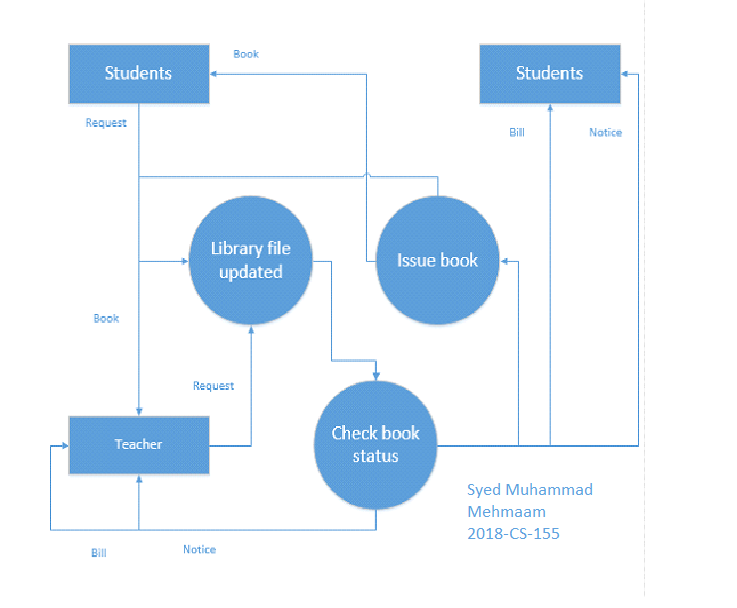 Book
Students
Students
Request
Bill
Notice
Library file
updated
Issue book
Book
Request
Teacher
Check book
status
Syed Muhammad
Mehmaam
2018-CS-155
Bill
Notice